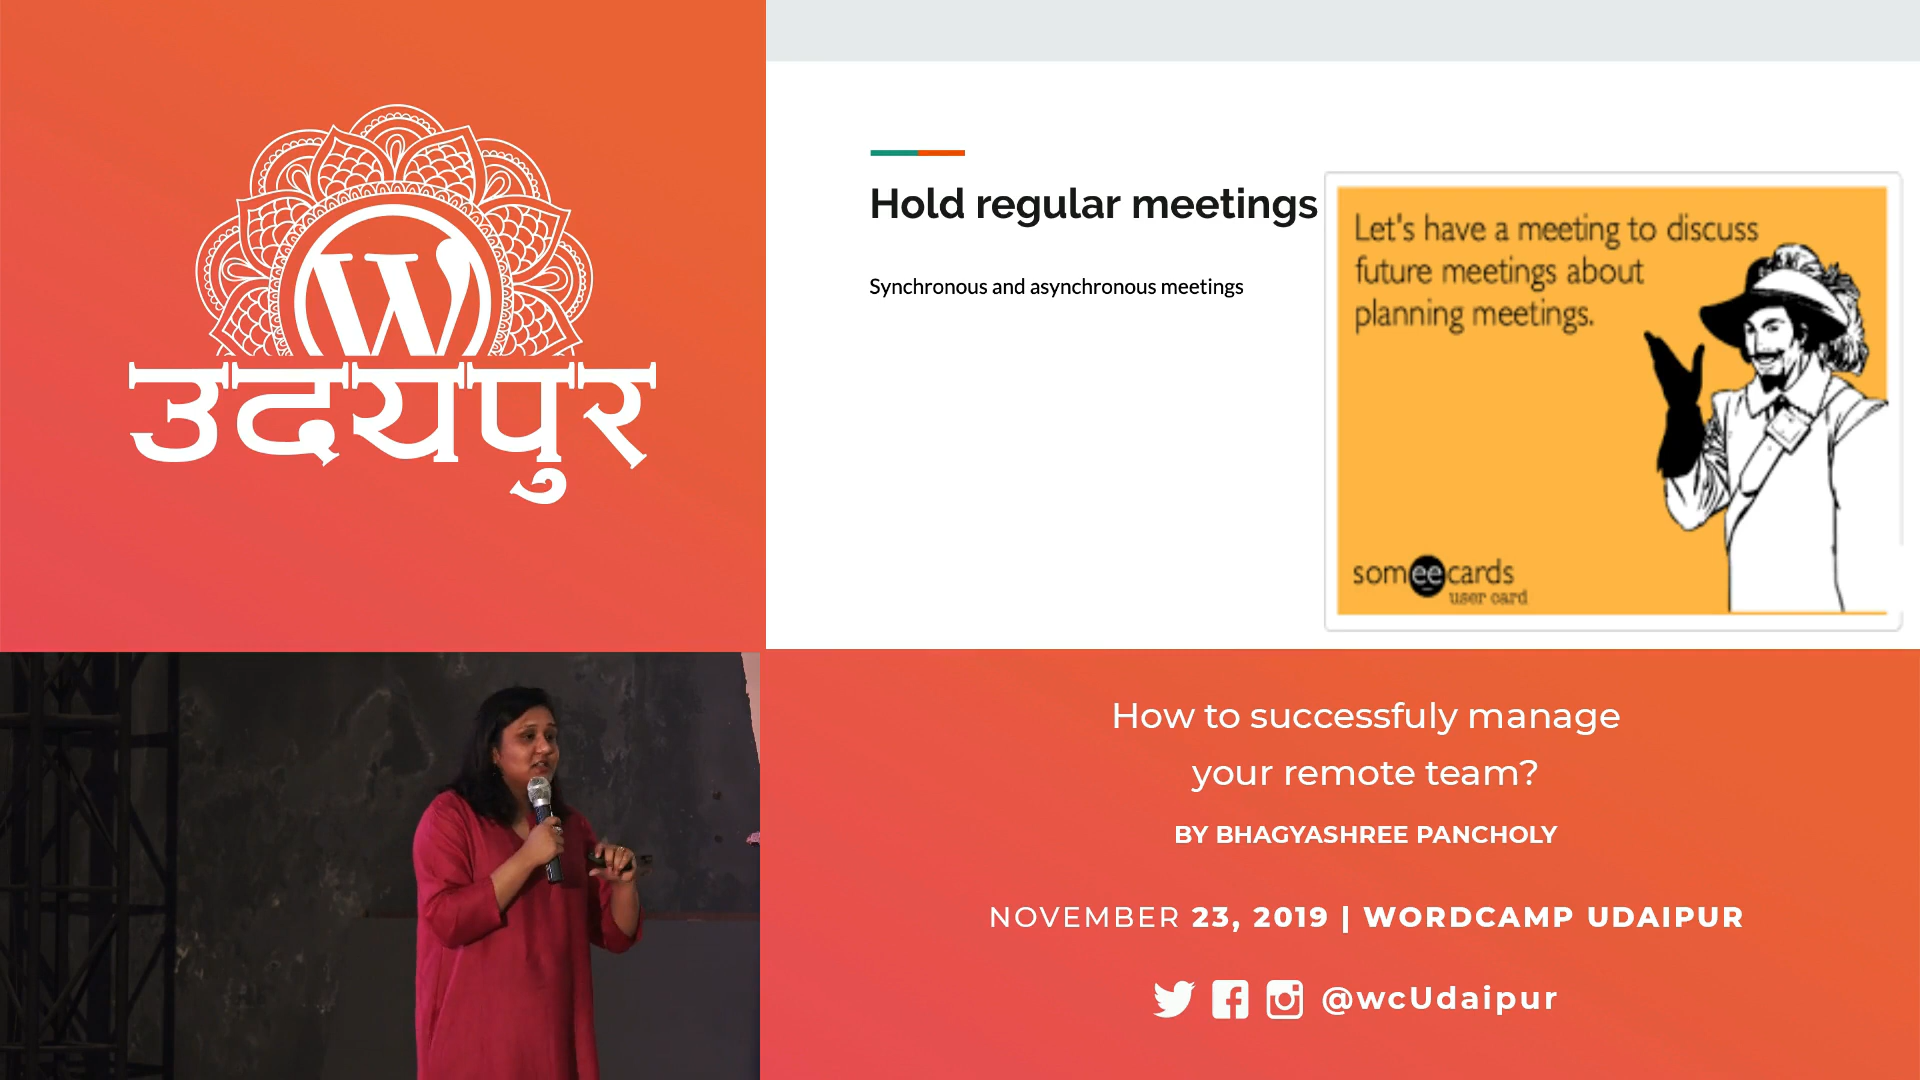 उदयपुर
Hold regular meetings
Synchronous and asynchronous meetings
Let's have a meeting to discuss
future meetings about
planning meetings.
someecards
user card
How to successfuly manage
your remote team?
BY BHAGYASHREE PANCHOLY
NOVEMBER 23, 2019 | WORDCAMP UDAIPUR
@wcUdaipur